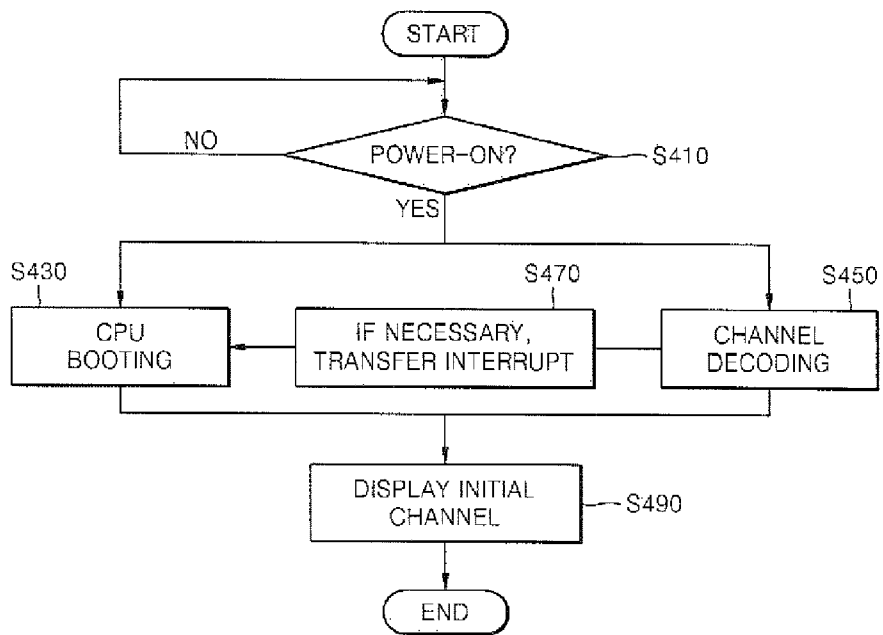 START
NO
POWER-ON?
S410
YES
S430
S470
S450
CPU
BOOTING
IF NECESSARY,
TRANSFER INTERRUPT
CHANNEL
DECODING
DISPLAY INITIAL
CHANNEL
S490
END